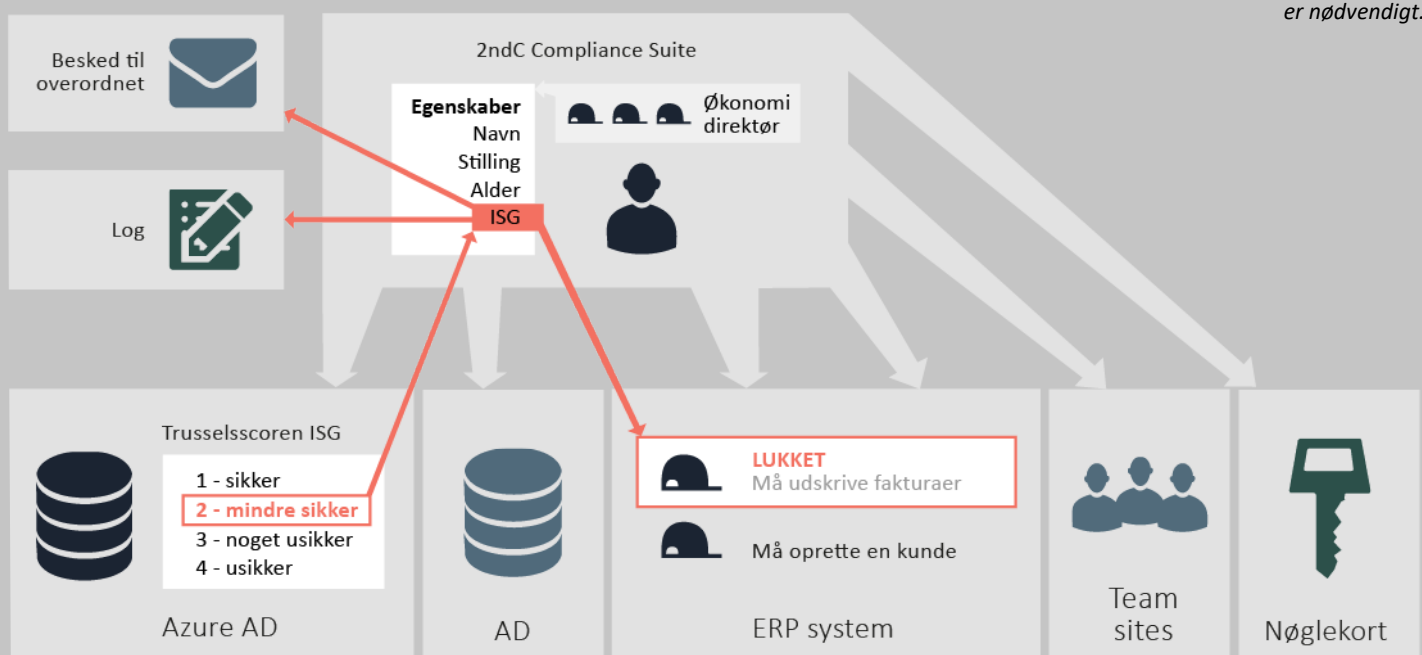 er nødvendigt.
Besked til
overordnet
2ndC Compliance Suite
Egenskaber
Navn
Stilling
Alder
ISG
Økonomi
direktør
Log
Trusselsscoren ISG
1 - sikker
2 - mindre sikker
3 - noget usikker
4 - usikker
Azure AD
AD
LUKKET
Må udskrive fakturaer
Må oprette en kunde
ERP system
Team
sites
Nøglekort